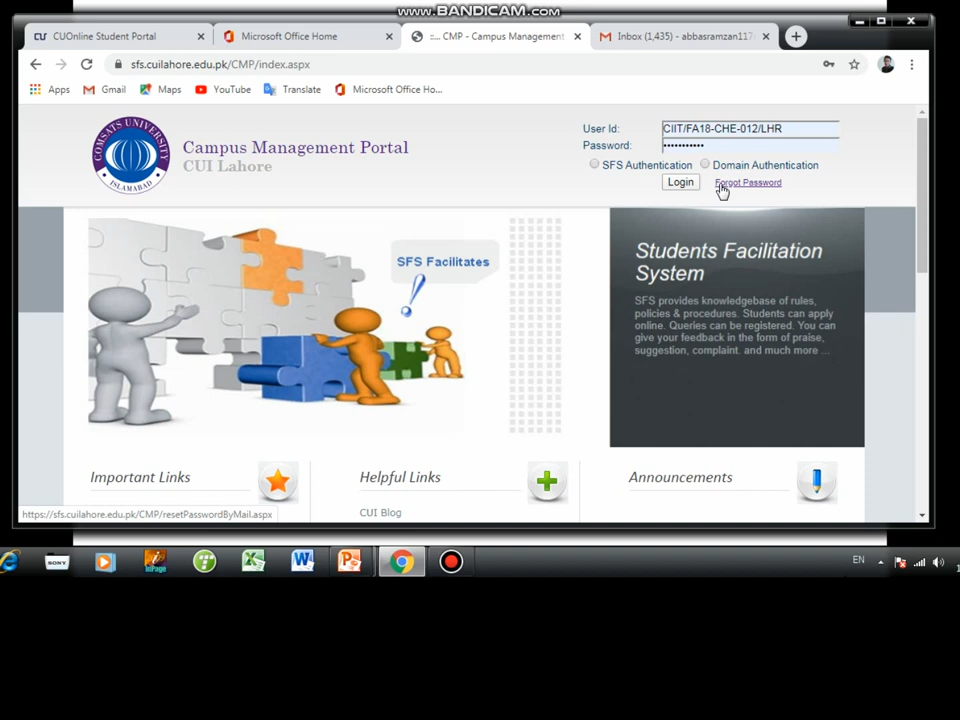 www.BANDICAM.com
CUOnline Student Portal
Microsoft Office Home
::... CMP - Campus Management
Inbox (1,435) - abbasramzan117
sfs.cuilahore.edu.pk/CMP/index.aspx
Apps
Gmail
Maps
YouTube
Translate
Microsoft Office Ho...
COMSATS UNIVERSITY
ISLAMABAD
Campus Management Portal
CUI Lahore
User Id: CIIT/FA18-CHE-012/LHR
Password: •••••••••••
SFS Authentication Domain Authentication
Login Forgot Password
SFS Facilitates
Students Facilitation
System
SFS provides knowledgebase of rules,
policies & procedures. Students can apply
online. Queries can be registered. You can
give your feedback in the form of praise,
suggestion, complaint. and much more ...
Important Links
Helpful Links
Announcements
CUI Blog
https://sfs.cuilahore.edu.pk/CMP/resetPasswordByMail.aspx
SONY
EN